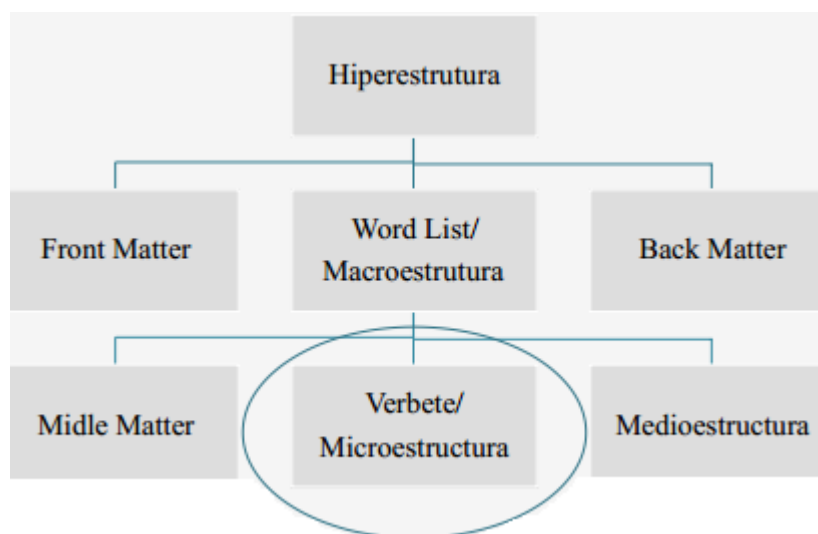 Hiperestrutura
Front Matter
Word List/
Macroestrutura
Back Matter
Midle Matter
Verbete/
Microestructura
Medioestructura